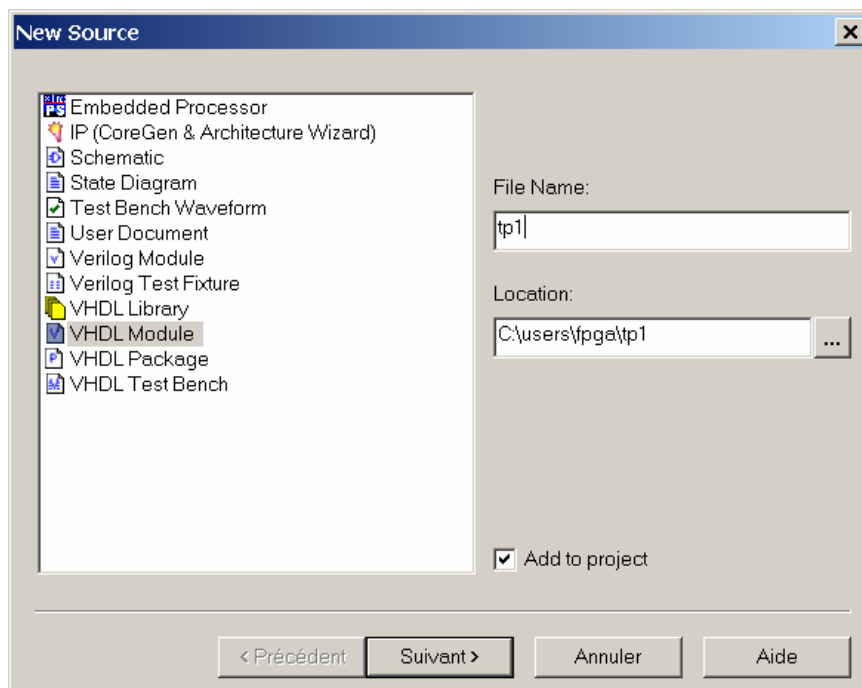 New Source
Embedded Processor
IP (CoreGen & Architecture Wizard)
Schematic
State Diagram
Test Bench Waveform
User Document
Verilog Module
Verilog Test Fixture
VHDL Library
VHDL Module
VHDL Package
VHDL Test Bench
File Name:
tp1
Location:
C:\users\fpga\tp1
...
Add to project
< Précédent
Suivant >
Annuler
Aide